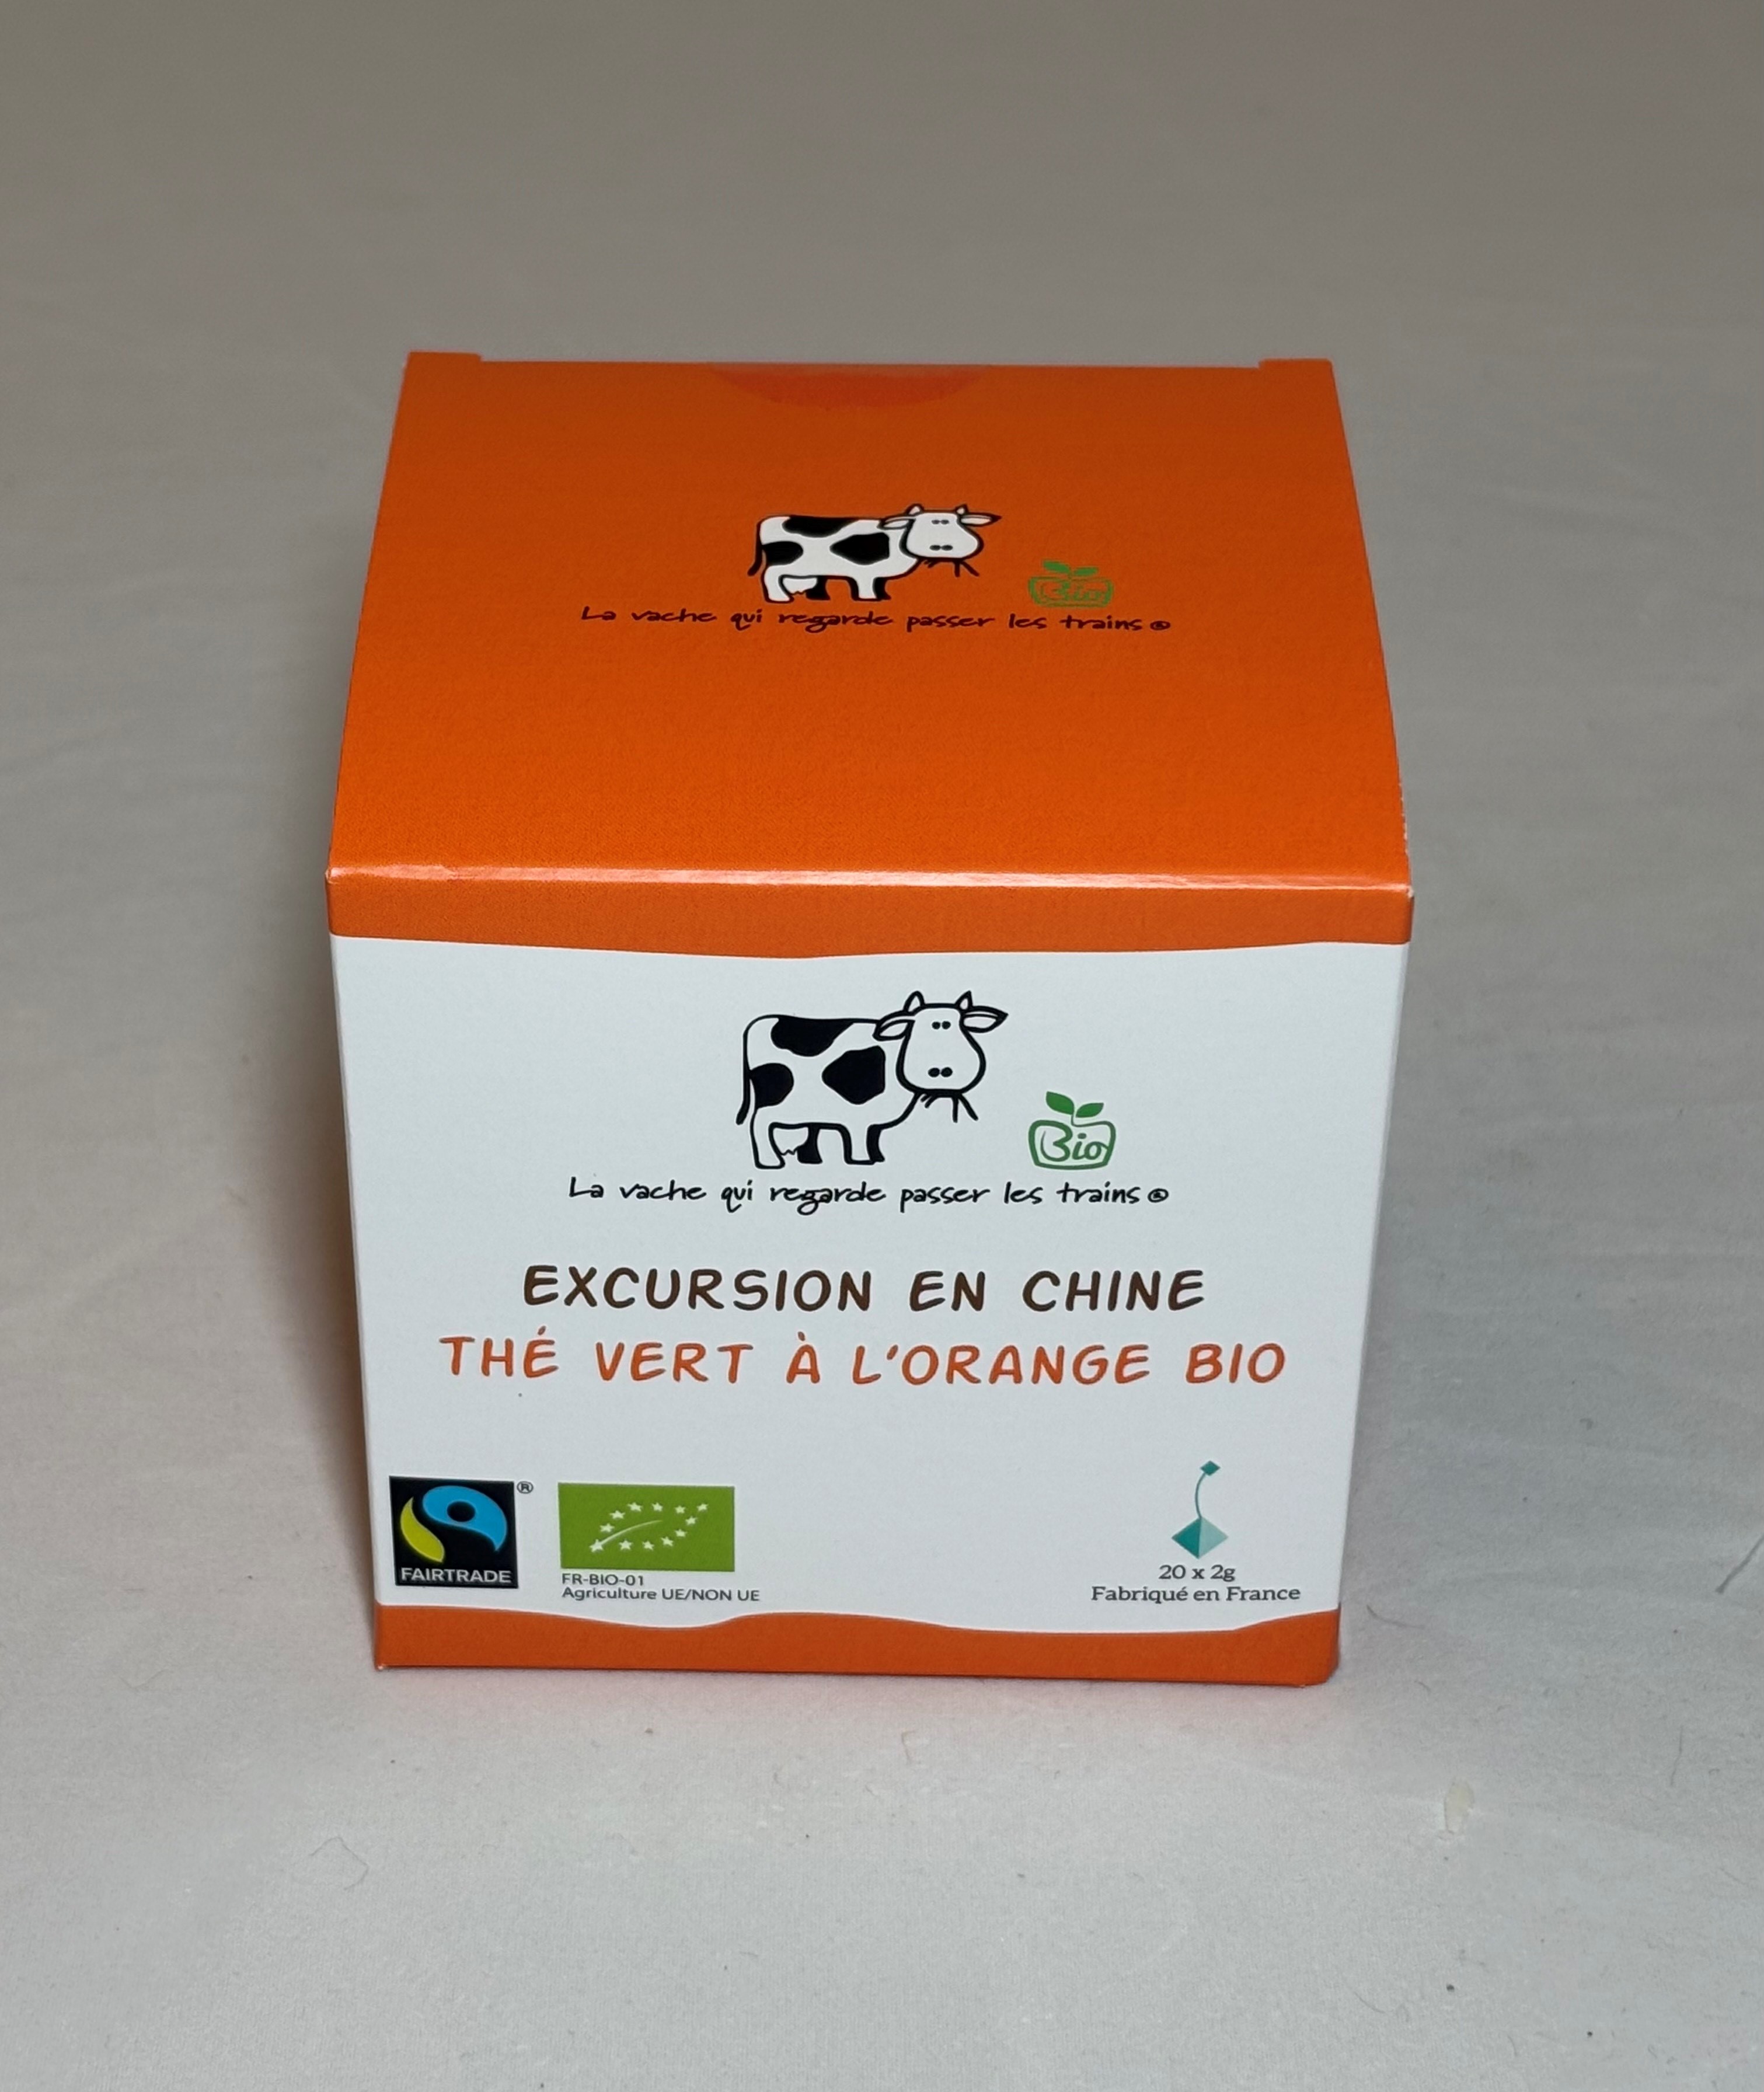 Bio
La vache qui regarde passer les trains ®
Bio
La vache qui regarde passer les trains ®
EXCURSION EN CHINE
THÉ VERT À L'ORANGE BIO
®
FAIRTRADE
FR-BIO-01
Agriculture UE/NON UE
20 x 2g
Fabriqué en France